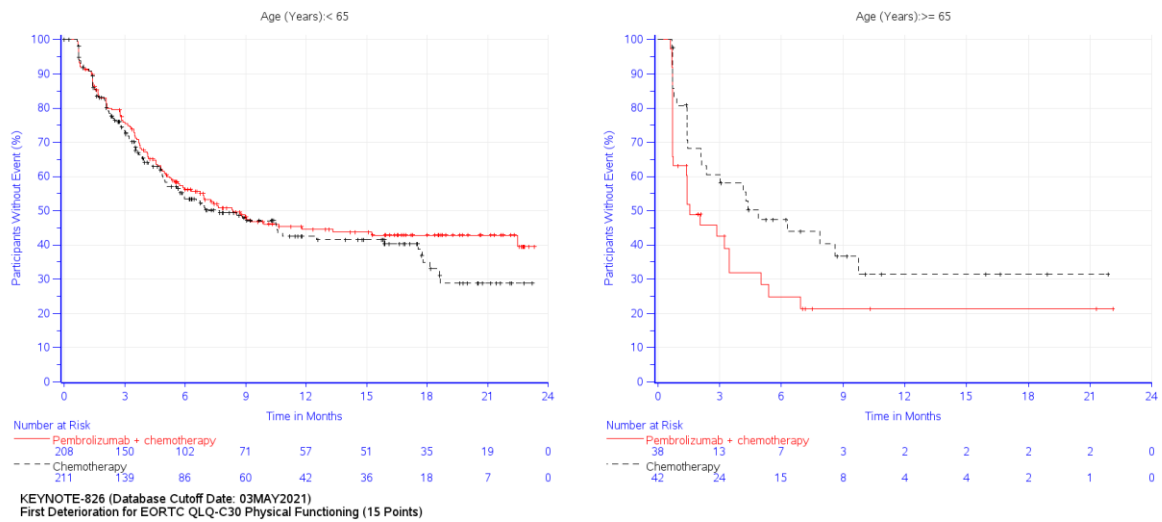 Age (Years):< 65
Participants Without Event (%)
100
90
80
70
60
50
40
30
20
10
0
0 3 6 9 12 15 18 21 24
Time in Months
Number at Risk
Pembrolizumab + chemotherapy
208 150 102 71 57 51 35 19 0
Chemotherapy
211 139 86 60 42 36 18 7 0
Age (Years):>= 65
Participants Without Event (%)
100
90
80
70
60
50
40
30
20
10
0
0 3 6 9 12 15 18 21 24
Time in Months
Number at Risk
Pembrolizumab + chemotherapy
38 13 7 3 2 2 2 2 0
Chemotherapy
42 24 15 8 4 4 2 1 0
KEYNOTE-826 (Database Cutoff Date: 03MAY2021)
First Deterioration for EORTC QLQ-C30 Physical Functioning (15 Points)